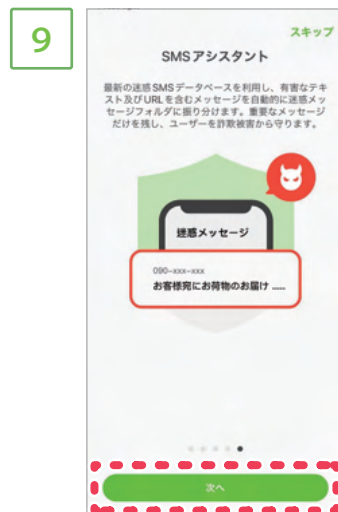 9
スキップ
SMSアシスタント
最新の迷惑SMSデータベースを利用し、有害なテキ
スト及びURLを含むメッセージを自動的に迷惑メッ
セージフォルダに振り分けます。重要なメッセージ
だけを残し、ユーザーを詐欺被害から守ります。
迷惑メッセージ
090-xxx-xxx
お客様宛にお荷物のお届け .....
次へ